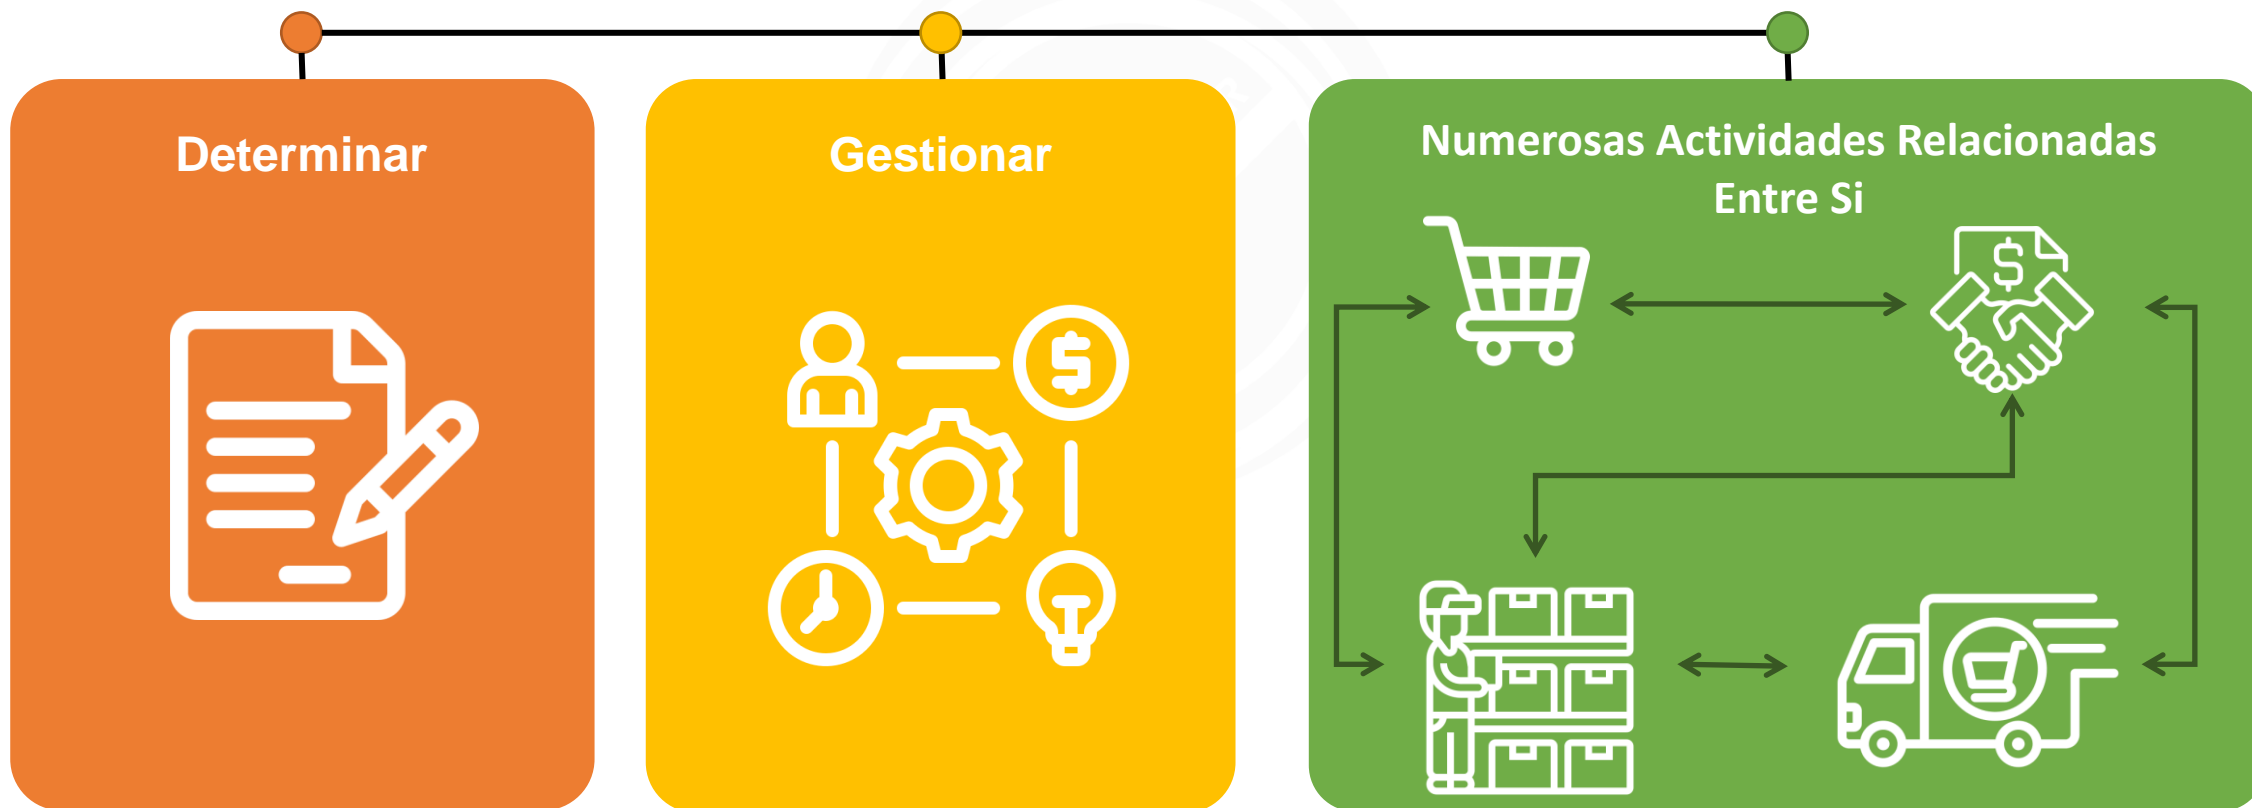 Determinar
Gestionar
Numerosas Actividades Relacionadas
Entre Si
$
$